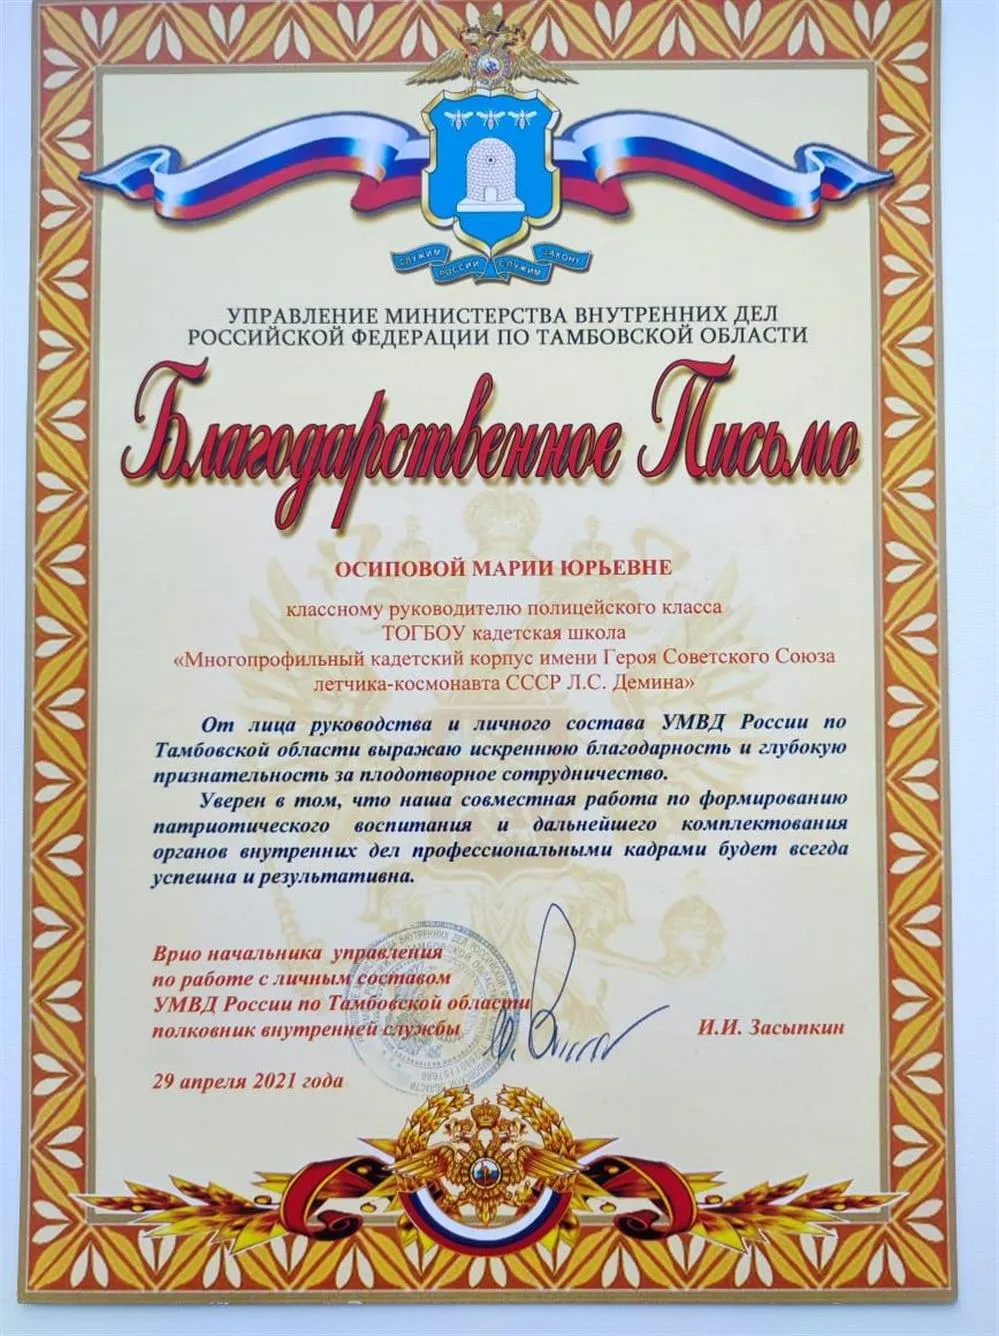 СЛУЖИМ РОССИИ СЛУЖИМ ЗАКОНУ
УПРАВЛЕНИЕ МИНИСТЕРСТВА ВНУТРЕННИХ ДЕЛ
РОССИЙСКОЙ ФЕДЕРАЦИИ ПО ТАМБОВСКОЙ ОБЛАСТИ
Благодарственное Письмо
ОСИПОВОЙ МАРИИ ЮРЬЕВНЕ
классному руководителю полицейского класса
ТОГБОУ кадетская школа
«Многопрофильный кадетский корпус имени Героя Советского Союза
летчика-космонавта СССР Л.С. Демина»
От лица руководства и личного состава УМВД России по
Тамбовской области выражаю искреннюю благодарность и глубокую
признательность за плодотворное сотрудничество.
Уверен в том, что наша совместная работа по формированию
патриотического воспитания и дальнейшего комплектования
органов внутренних дел профессиональными кадрами будет всегда
успешна и результативна.
Врио начальника управления
по работе с личным составом
УМВД России по Тамбовской области
полковник внутренней службы
И.И. Засыпкин
29 апреля 2021 года